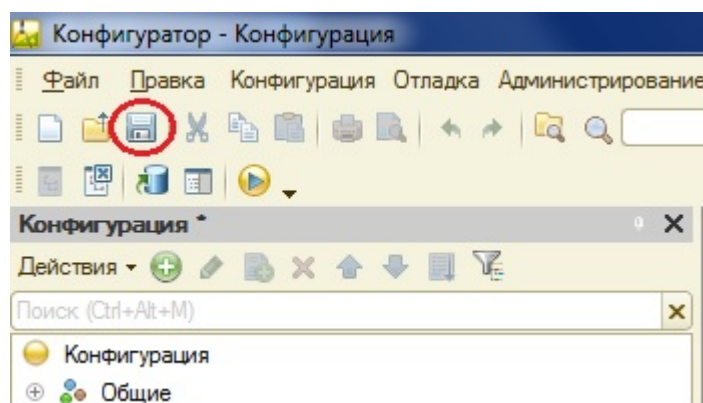 Конфигуратор - Конфигурация
Файл Правка Конфигурация Отладка Администрирование
Конфигурация *
Действия
Поиск (Ctrl+Alt+M)
Конфигурация
Общие